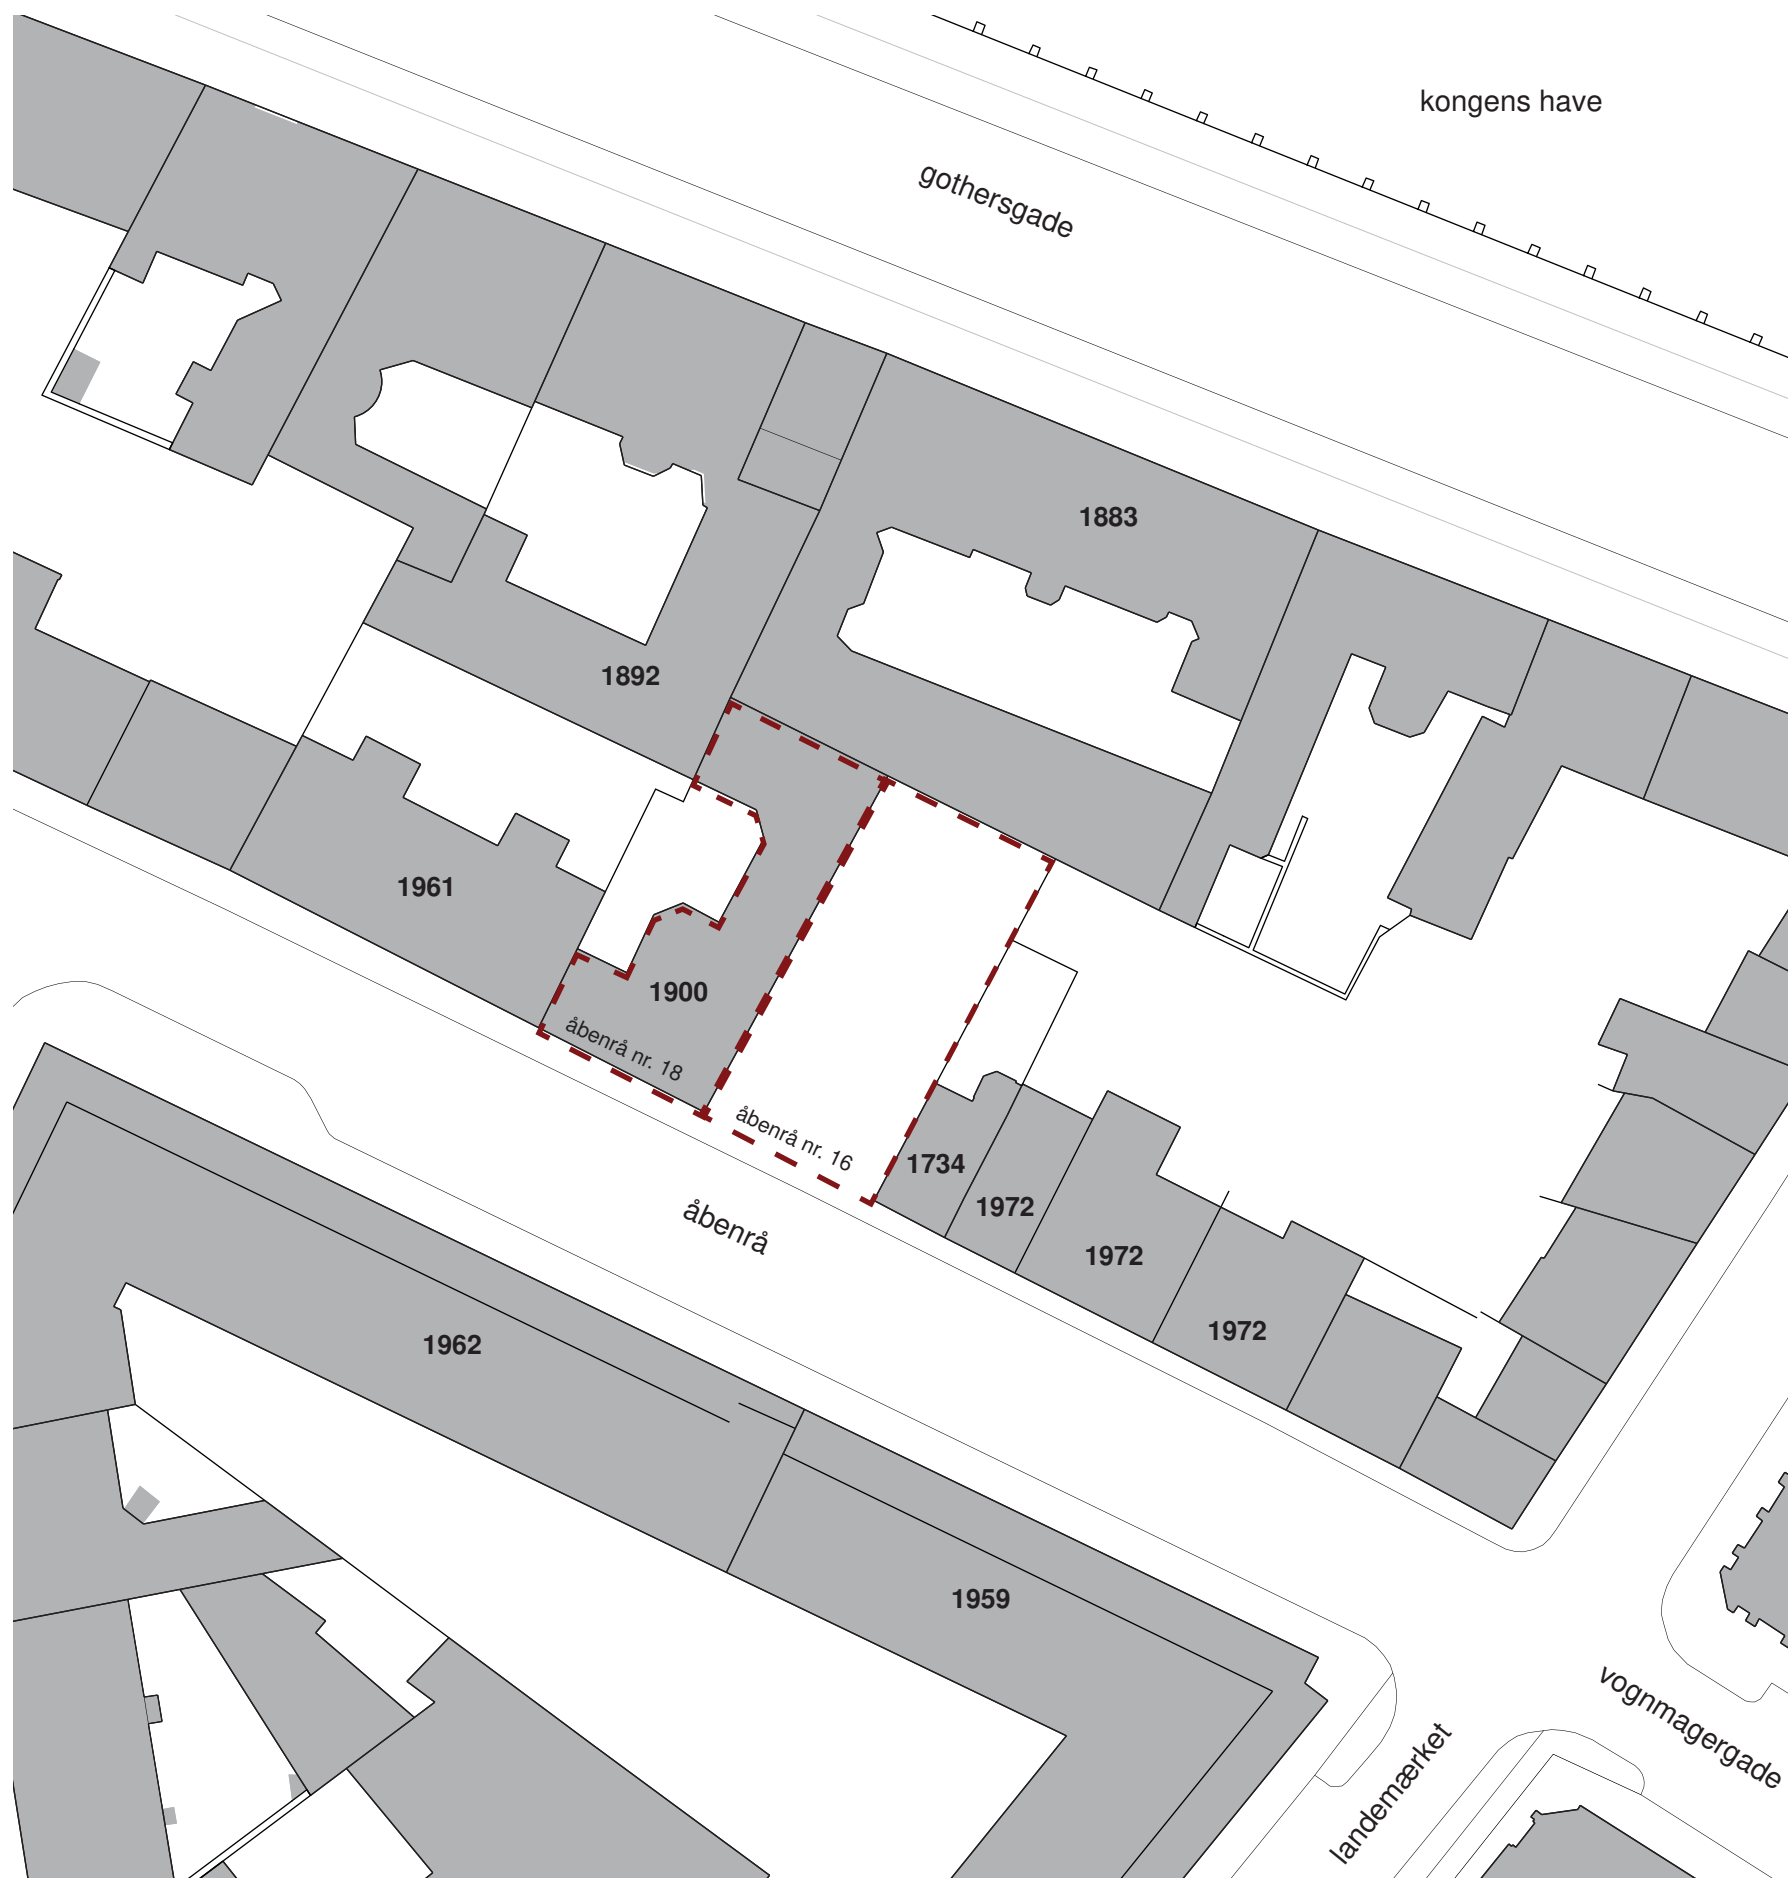 kongens have
gothersgade
1883
1892
1961
1900
åbenrå nr. 18
åbenrå nr. 16
1734
1972
åbenrå
1972
1972
1962
1959
vognmagergade
landemærket